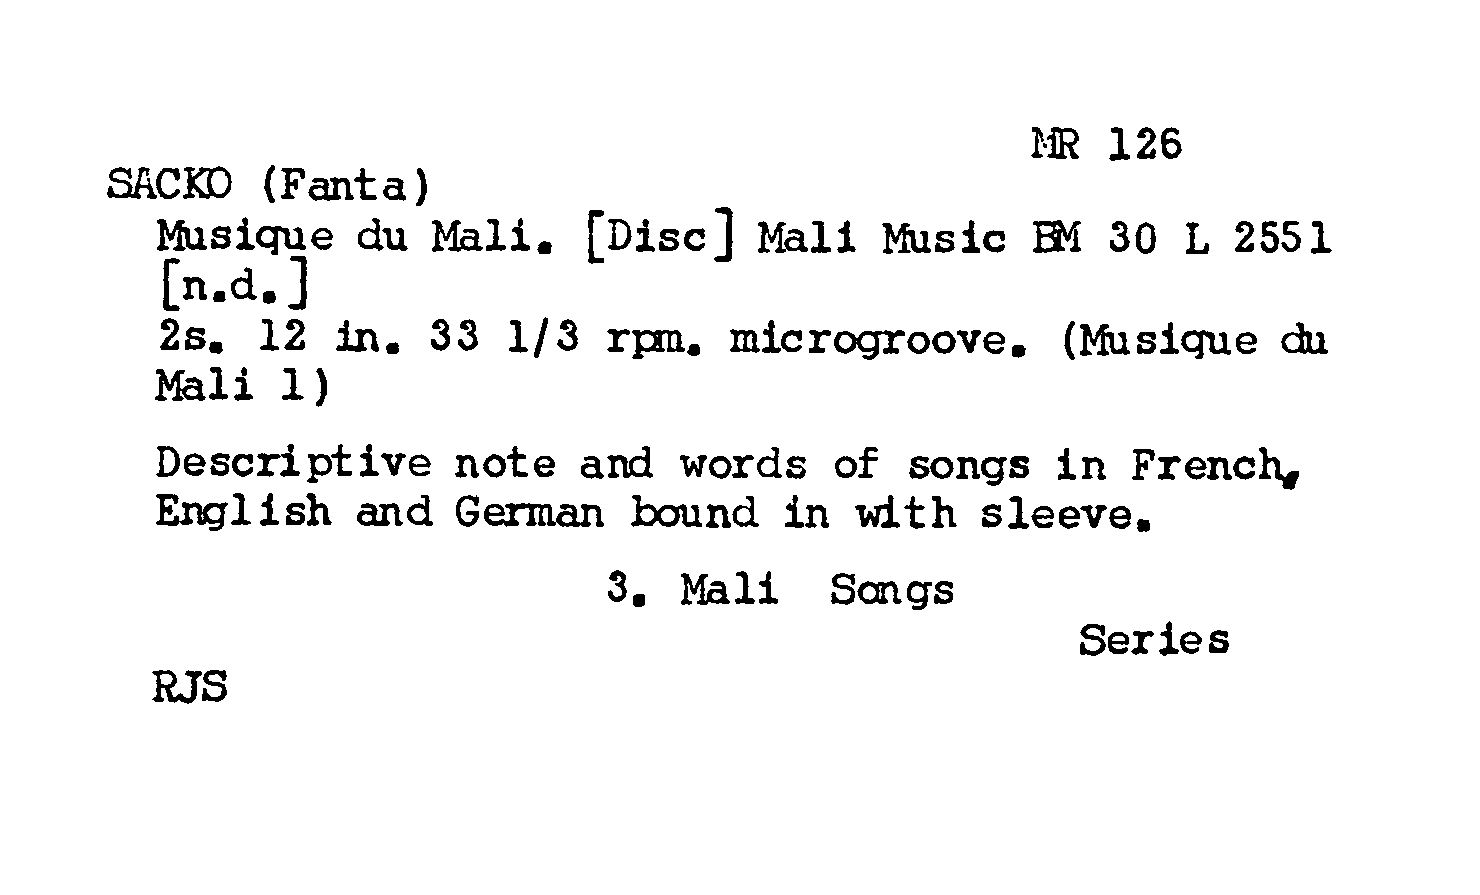 MR 126
SACKO (Fanta)
Musique du Mali. [Disc] Mali Music BM 30 L 2551
[n.d.]
2s. 12 in. 33 1/3 rpm. microgroove. (Musique du
Mali 1)
Descriptive note and words of songs in French,
English and German bound in with sleeve.
3. Mali Songs
Series
RJS